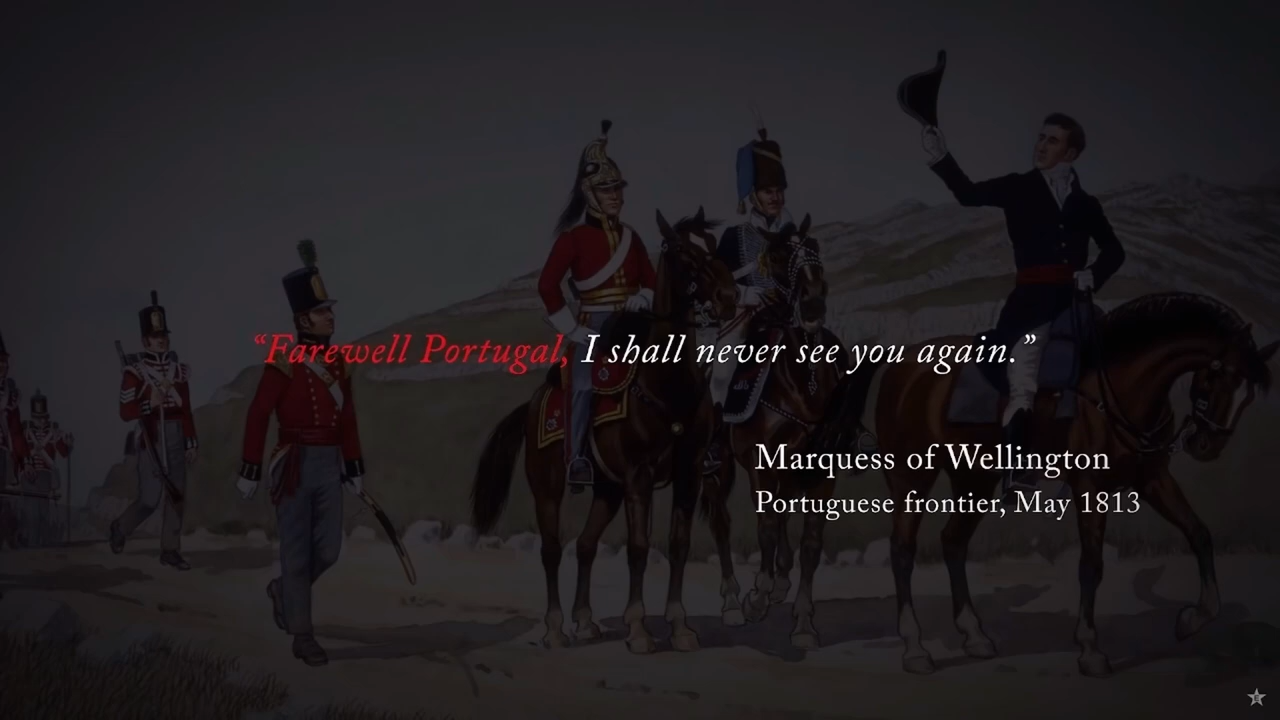 “Farewell Portugal, I shall never see you again.”
Marquess of Wellington
Portuguese frontier, May 1813